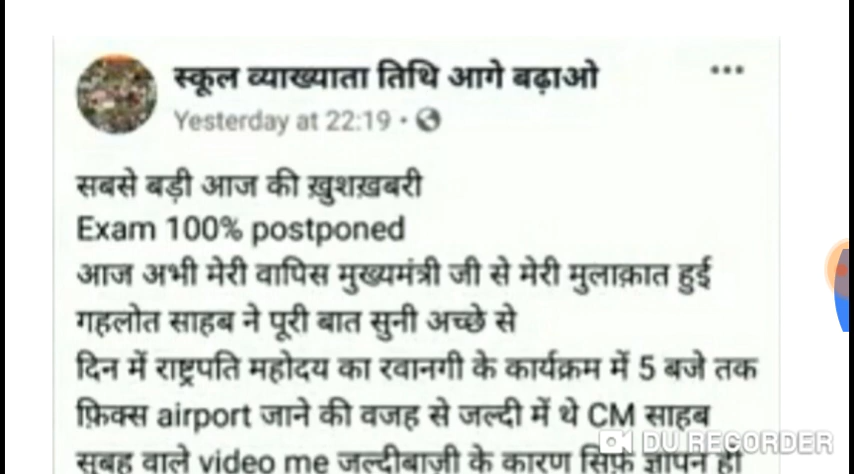 स्कूल व्याख्याता तिथि आगे बढ़ाओ
Yesterday at 22:19
सबसे बड़ी आज की ख़ुशख़बरी
Exam 100% postponed
आज अभी मेरी वापिस मुख्यमंत्री जी से मेरी मुलाक़ात हुई
गहलोत साहब ने पूरी बात सुनी अच्छे से
दिन में राष्ट्रपति महोदय का रवानगी के कार्यक्रम में 5 बजे तक
फ़िक्स airport जाने की वजह से जल्दी में थे CM साहब
सुबह वाले video me जल्दीबाज़ी के कारण सिर्फ़ ज्ञापन ही
DU RECORDER